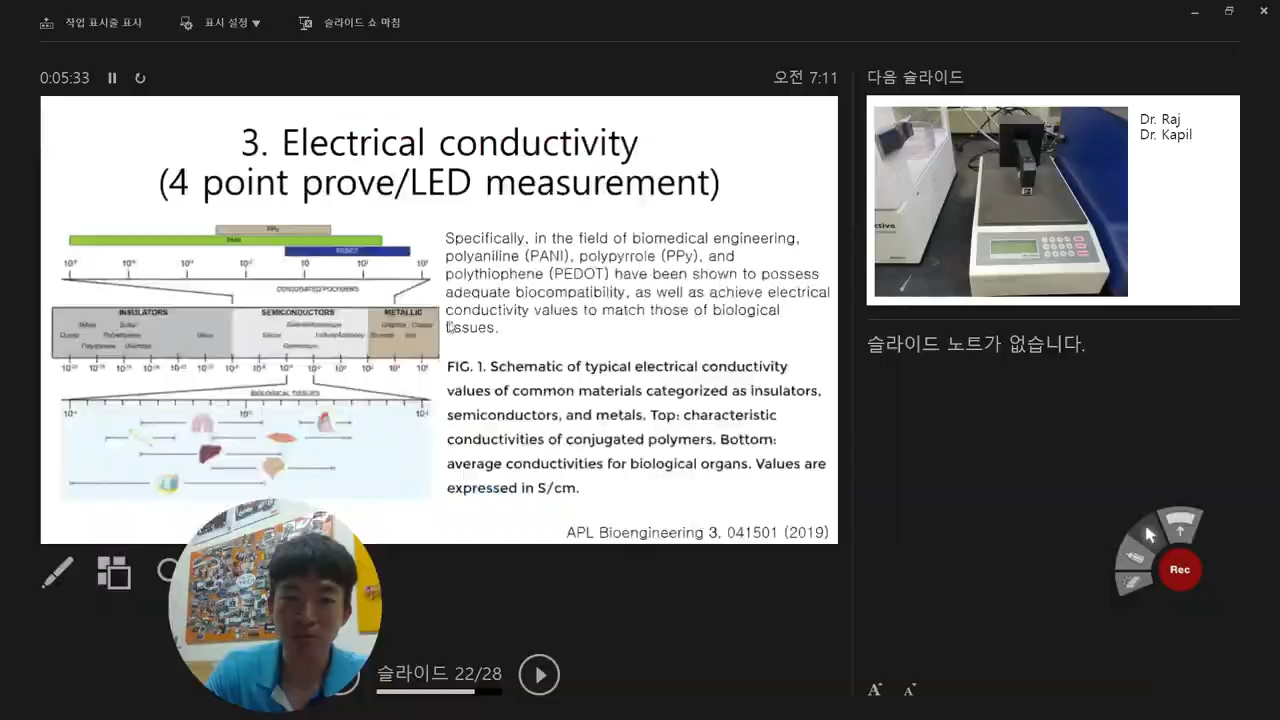 작업 표시줄 표시
표시 설정 ▼
슬라이드 쇼 마침
0:05:33
오전 7:11
다음 슬라이드
3. Electrical conductivity
(4 point prove/LED measurement)
PPy
PANI
PEDOT
CONJUGATED POLYMERS
INSULATORS
SEMICONDUCTORS
METALLIC
BIOLOGICAL TISSUES
Specifically, in the field of biomedical engineering,
polyaniline (PANI), polypyrrole (PPy), and
polythiophene (PEDOT) have been shown to possess
adequate biocompatibility, as well as achieve electrical
conductivity values to match those of biological
tissues.
FIG. 1. Schematic of typical electrical conductivity
values of common materials categorized as insulators,
semiconductors, and metals. Top: characteristic
conductivities of conjugated polymers. Bottom:
average conductivities for biological organs. Values are
expressed in S/cm.
APL Bioengineering 3, 041501 (2019)
Dr. Raj
Dr. Kapil
슬라이드 노트가 없습니다.
Rec
슬라이드 22/28
A A